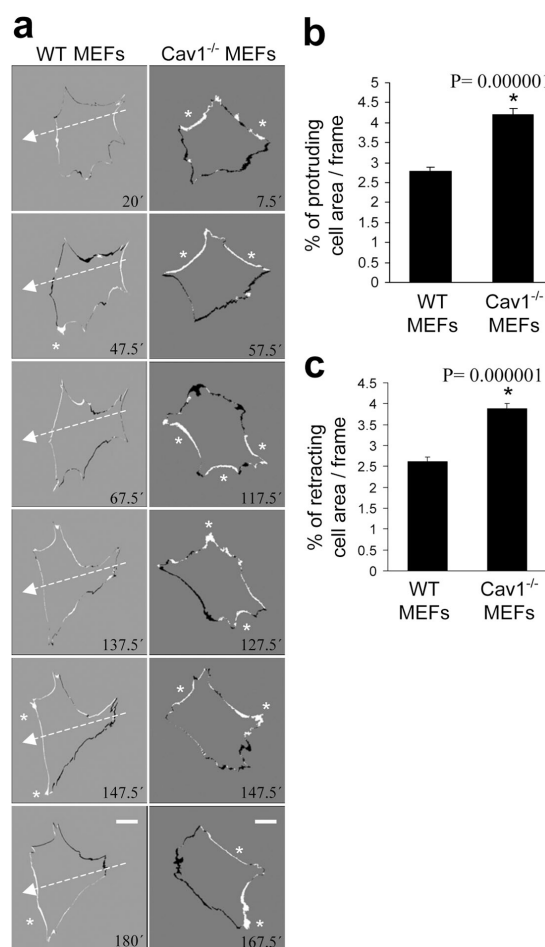 a
WT MEFs
Cav1-/- MEFs
20´
7.5´
*
*
47.5´
*
57.5´
*
*
67.5´
117.5´
*
*
*
137.5´
127.5´
*
*
147.5´
*
*
147.5´
*
*
180´
*
167.5´
*
*
b
P= 0.000001
*
% of protruding
cell area / frame
5
4.5
4
3.5
3
2.5
2
1.5
1
0.5
0
WT
MEFs
Cav1-/-
MEFs
c
P= 0.000001
*
% of retracting
cell area / frame
4.5
4
3.5
3
2.5
2
1.5
1
0.5
0
WT
MEFs
Cav1-/-
MEFs